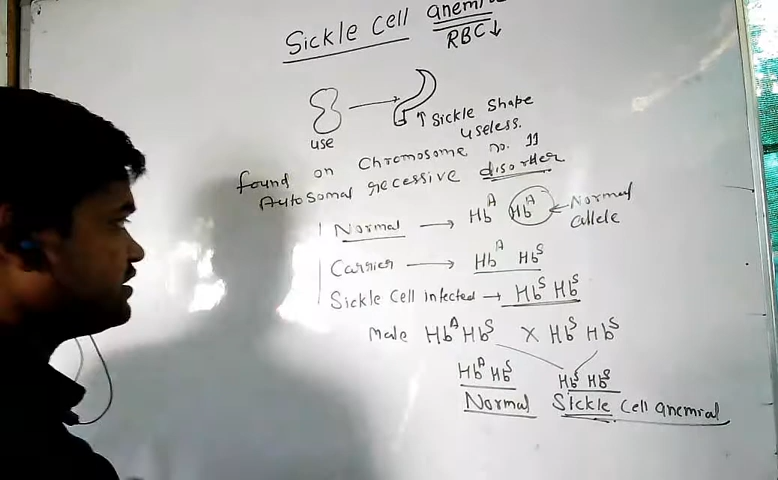 Sickle Cell anemi
RBC↓
use
↑ Sickle Shape
useless.
found on Chromosome no. 11
Autosomal recessive disorder
Normal → Hb^A Hb^A ← Normal allele
Carrier → Hb^A Hb^S
Sickle Cell infected → Hb^S Hb^S
Male Hb^A Hb^S X Hb^S Hb^S
Hb^A Hb^S Hb^S Hb^S
Normal Sickle Cell anemial